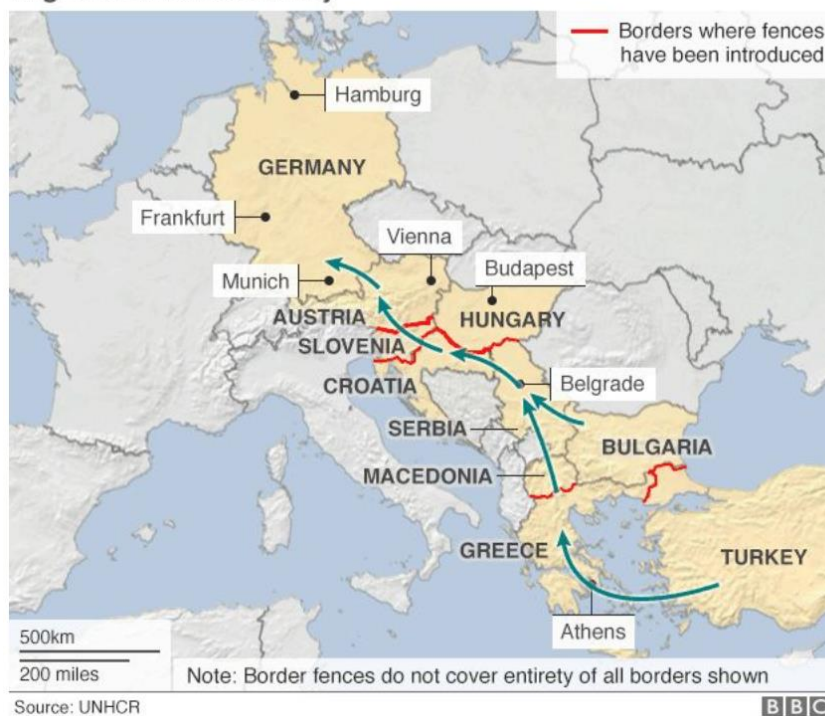 Borders where fences
have been introduced
Hamburg
GERMANY
Frankfurt
Vienna
Munich
Budapest
AUSTRIA
HUNGARY
SLOVENIA
CROATIA
Belgrade
SERBIA
BULGARIA
MACEDONIA
GREECE
TURKEY
Athens
500km
200 miles
Note: Border fences do not cover entirety of all borders shown
Source: UNHCR
BBC